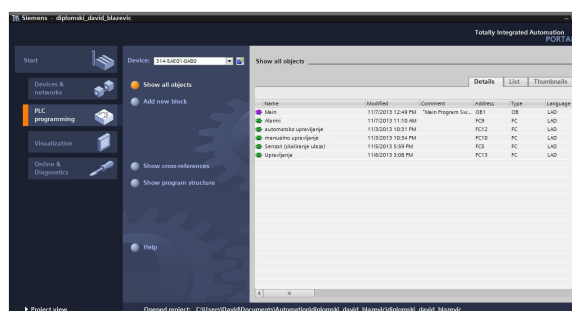 Siemens - diplomski_david_blazevic
Totally Integrated Automation
PORTAL
Start
Devices & networks
PLC programming
Visualization
Online & Diagnostics
Device: 314-5AE01-0AB0
Show all objects
Add new block
Show cross-references
Show program structure
Help
Show all objects
Details List Thumbnails
Name Modified Comment Address Type Language
Main 11/7/2013 12:49 PM "Main Program Sw... OB1 OB LAD
Alarmi 11/7/2013 11:10 AM FC9 FC LAD
automatsko upravljanje 11/3/2013 10:31 PM FC12 FC LAD
manualno upravljanje 11/3/2013 10:34 PM FC10 FC LAD
Senzori (skaliranje ulaza) 11/5/2013 5:59 PM FC5 FC LAD
Upravljanje 11/6/2013 3:08 PM FC13 FC LAD
Project view
Opened project: C:\Users\David\Documents\Automation\diplomski_david_blazevic\diplomski_david_blazevic